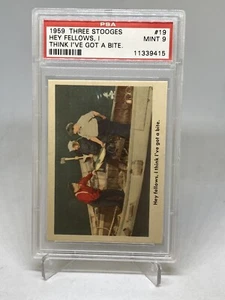 PSA
1959 THREE STOOGES #19
HEY FELLOWS, I MINT 9
THINK I'VE GOT A BITE. 11339415
Hey fellows, I think I've got a bite.